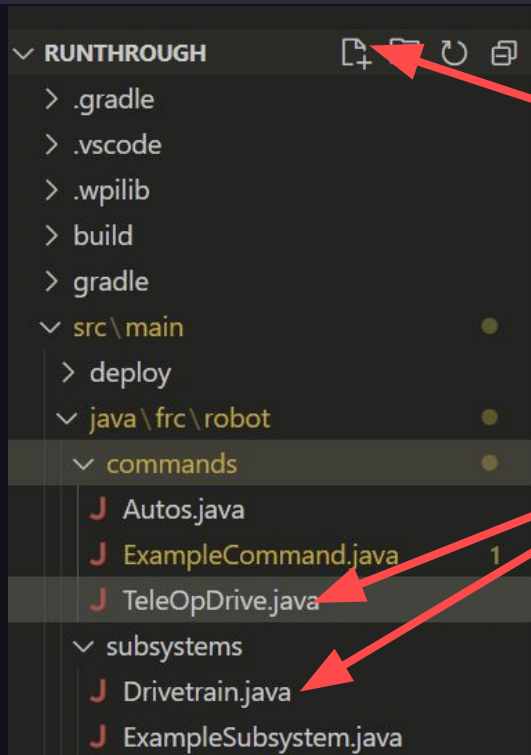 RUNTHROUGH
.gradle
.vscode
.wpilib
build
gradle
src\main
deploy
java\frc\robot
commands
J Autos.java
J ExampleCommand.java 1
J TeleOpDrive.java
subsystems
J Drivetrain.java
J ExampleSubsystem.java